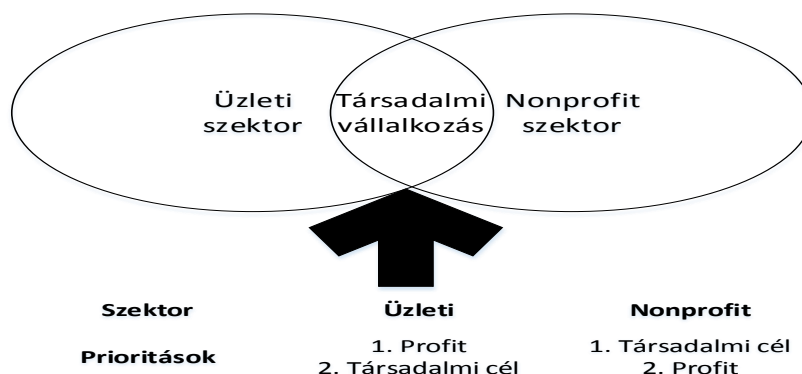 Üzleti
szektor
Társadalmi
vállalkozás
Nonprofit
szektor
Szektor
Üzleti
Nonprofit
Prioritások
1. Profit
2. Társadalmi cél
1. Társadalmi cél
2. Profit